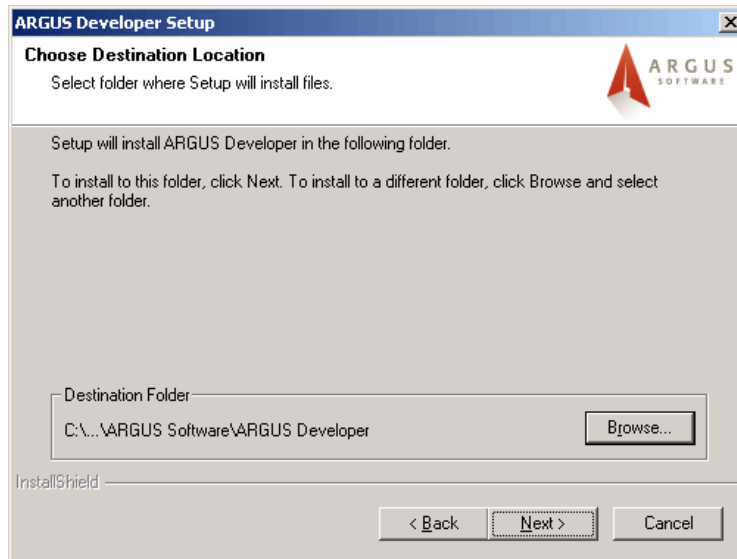 ARGUS Developer Setup
Choose Destination Location
Select folder where Setup will install files.
ARGUS
SOFTWARE
Setup will install ARGUS Developer in the following folder.
To install to this folder, click Next. To install to a different folder, click Browse and select
another folder.
Destination Folder
C:\...\ARGUS Software\ARGUS Developer
Browse...
InstallShield
< Back
Next >
Cancel